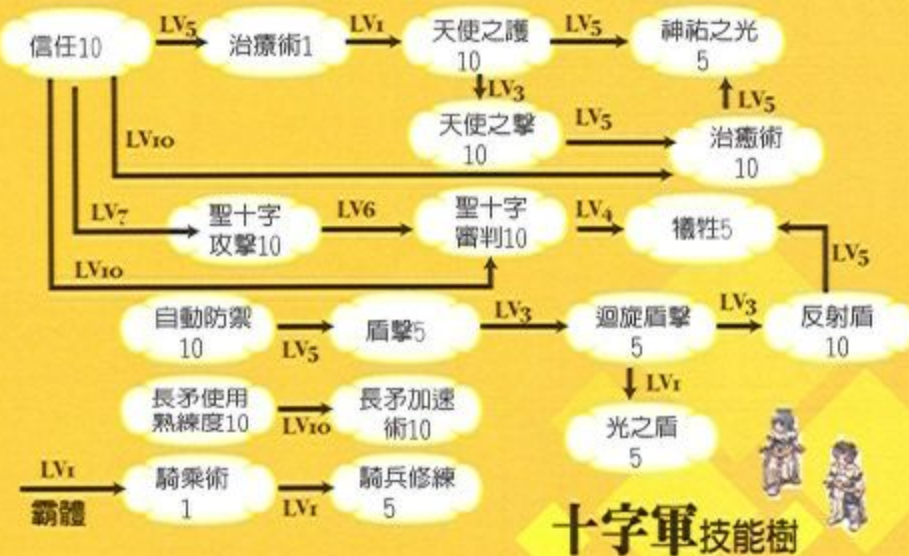 信任10
LV5
治療術1
LV1
天使之護
10
LV5
神祐之光
5
LV3
LV5
天使之擊
10
LV5
治癒術
10
LV10
LV7
聖十字
攻擊10
LV6
聖十字
審判10
LV4
犧牲5
LV5
LV10
自動防禦
10
LV5
盾擊5
LV3
迴旋盾擊
5
LV3
反射盾
10
LV1
長矛使用
熟練度10
LV10
長矛加速
術10
光之盾
5
LV1
霸體
騎乘術
1
LV1
騎兵修練
5
十字軍技能樹